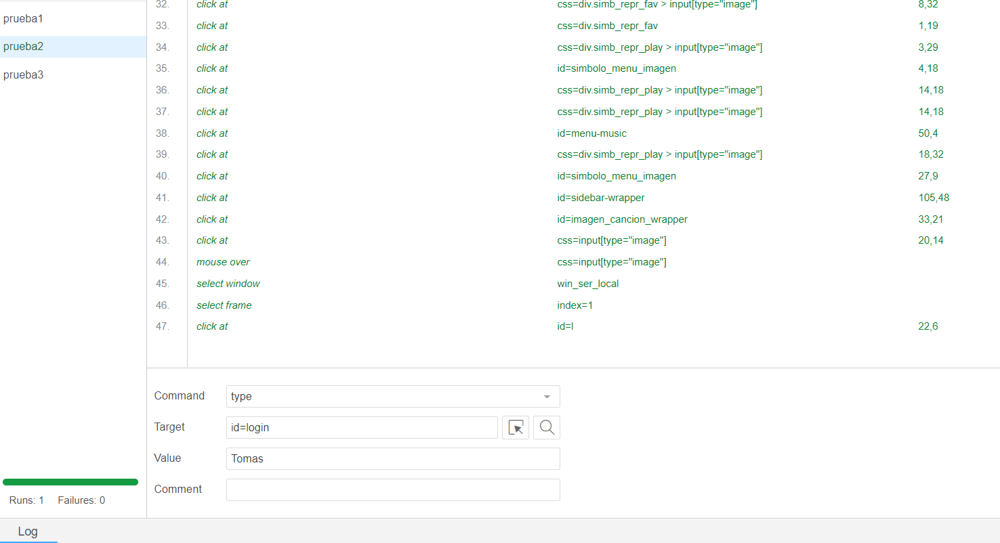 prueba1
prueba2
prueba3
Runs: 1 Failures: 0
32. click at css=div.simb_repr_fav > input[type="image"] 8,32
33. click at css=div.simb_repr_fav 1,19
34. click at css=div.simb_repr_play > input[type="image"] 3,29
35. click at id=simbolo_menu_imagen 4,18
36. click at css=div.simb_repr_play > input[type="image"] 14,18
37. click at css=div.simb_repr_play > input[type="image"] 14,18
38. click at id=menu-music 50,4
39. click at css=div.simb_repr_play > input[type="image"] 18,32
40. click at id=simbolo_menu_imagen 27,9
41. click at id=sidebar-wrapper 105,48
42. click at id=imagen_cancion_wrapper 33,21
43. click at css=input[type="image"] 20,14
44. mouse over css=input[type="image"]
45. select window win_ser_local
46. select frame index=1
47. click at id=l 22,6
Command type
Target id=login
Value Tomas
Comment
Log